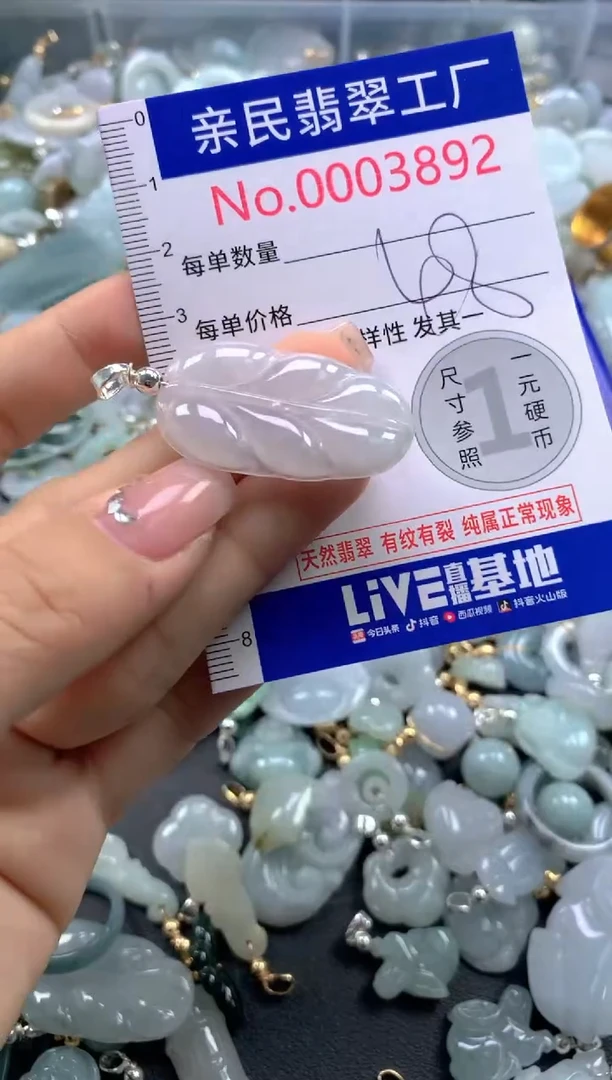 亲民翡翠工厂
No.0003892
0
1
2
3
8
每单数量
每单价格
样性 发其一
尺寸参照
1
一元硬币
天然翡翠 有纹有裂 纯属正常现象
LiVE直播基地
今日头条 抖音 西瓜视频 抖音火山版